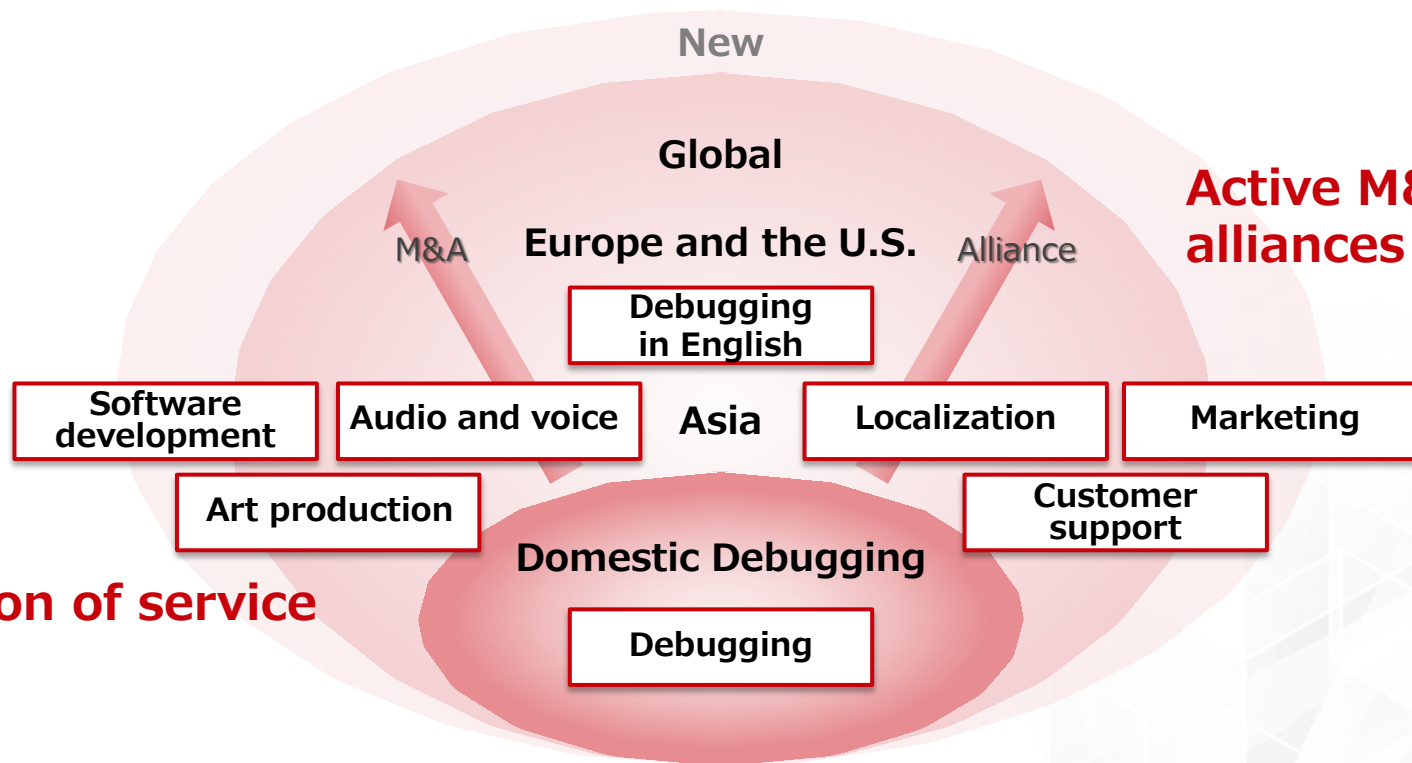 New
Global
Active M&
alliances
M&A
Europe and the U.S.
Alliance
Debugging
in English
Software
development
Audio and voice
Asia
Localization
Marketing
Art production
Customer
support
Domestic Debugging
on of service
Debugging